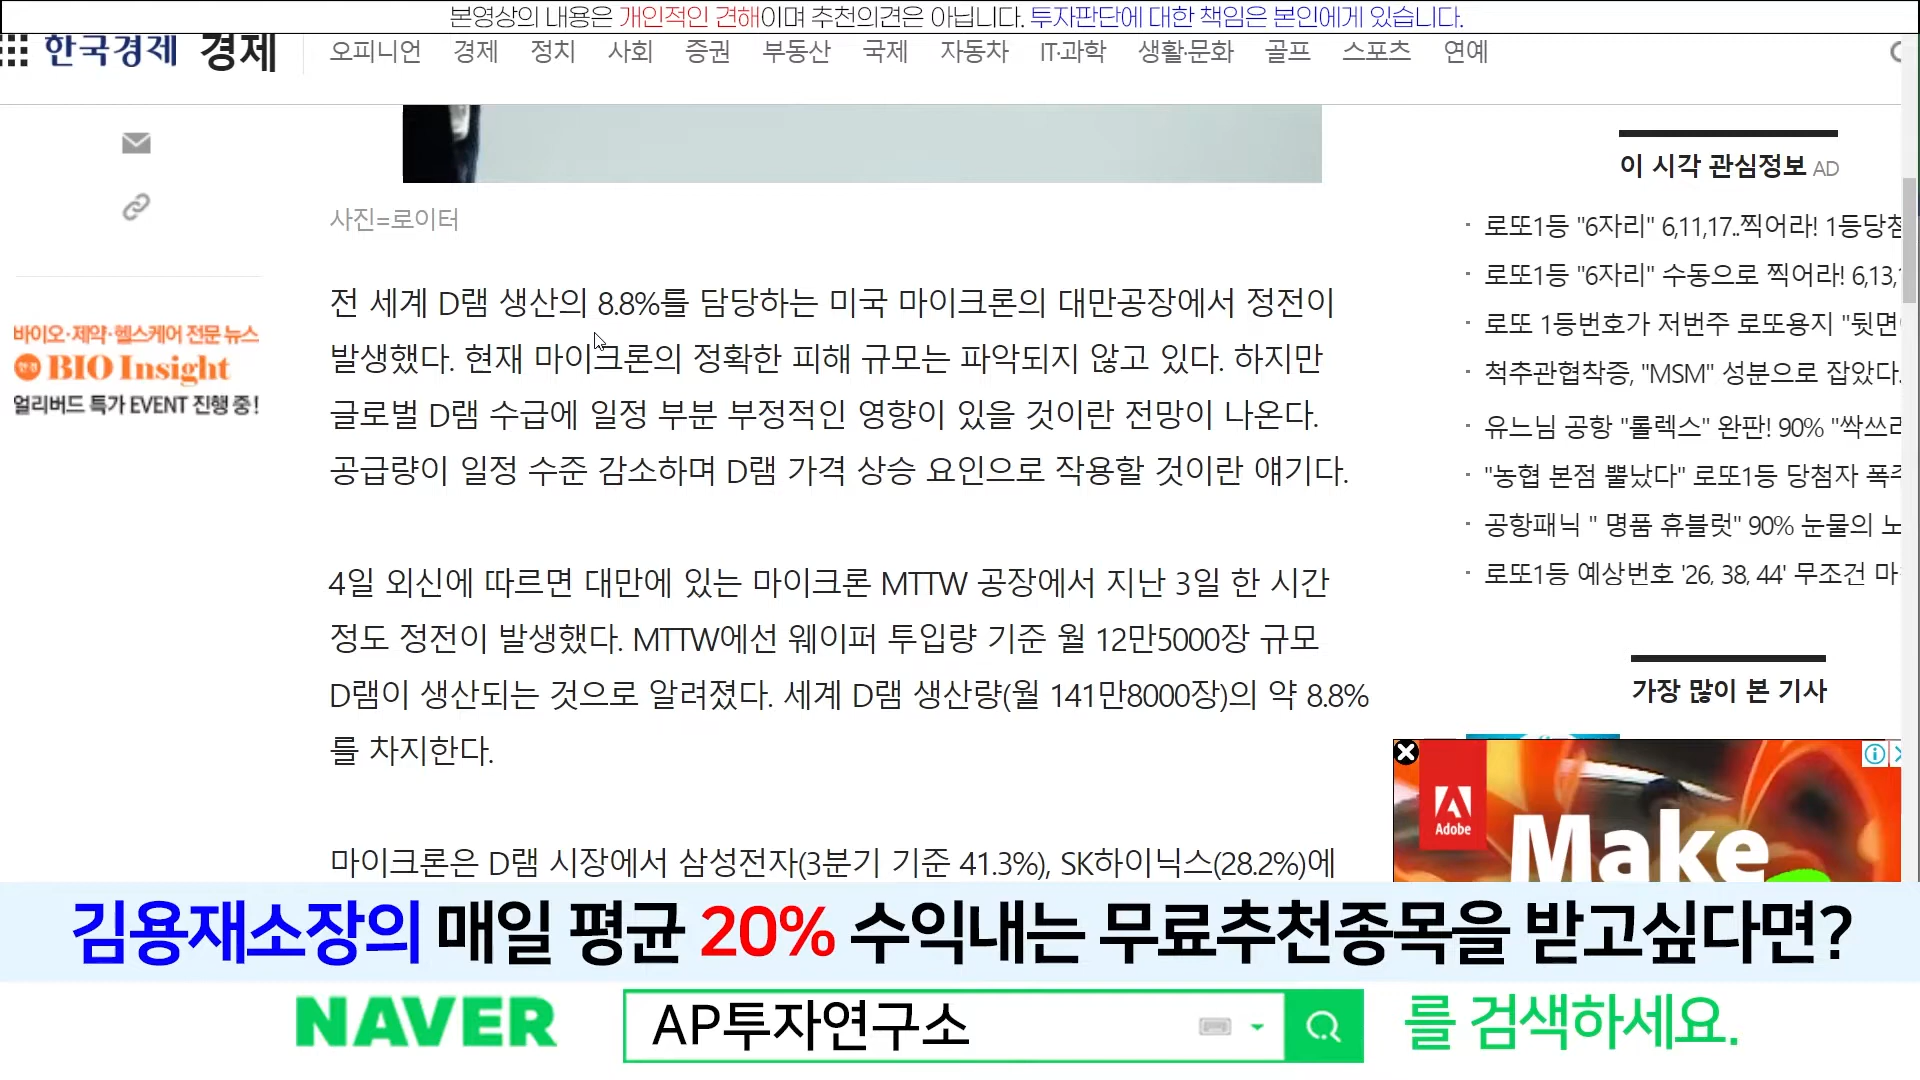 본영상의 내용은 개인적인 견해이며 추천의견은 아닙니다. 투자판단에 대한 책임은 본인에게 있습니다.
한국경제 경제 오피니언 경제 정치 사회 증권 부동산 국제 자동차 IT·과학 생활·문화 골프 스포츠 연예
사진=로이터
전 세계 D램 생산의 8.8%를 담당하는 미국 마이크론의 대만공장에서 정전이
발생했다. 현재 마이크론의 정확한 피해 규모는 파악되지 않고 있다. 하지만
글로벌 D램 수급에 일정 부분 부정적인 영향이 있을 것이란 전망이 나온다.
공급량이 일정 수준 감소하며 D램 가격 상승 요인으로 작용할 것이란 얘기다.
4일 외신에 따르면 대만에 있는 마이크론 MTTW 공장에서 지난 3일 한 시간
정도 정전이 발생했다. MTTW에선 웨이퍼 투입량 기준 월 12만5000장 규모
D램이 생산되는 것으로 알려졌다. 세계 D램 생산량(월 141만8000장)의 약 8.8%
를 차지한다.
마이크론은 D램 시장에서 삼성전자(3분기 기준 41.3%), SK하이닉스(28.2%)에
바이오·제약·헬스케어 전문 뉴스
한경 BIO Insight
얼리버드 특가 EVENT 진행 중!
이 시각 관심정보 AD
· 로또1등 "6자리" 6,11,17..찍어라! 1등당첨
· 로또1등 "6자리" 수동으로 찍어라! 6,13,
· 로또 1등번호가 저번주 로또용지 "뒷면
· 척추관협착증, "MSM" 성분으로 잡았다.
· 유느님 공항 "롤렉스" 완판! 90% "싹쓰리
· "농협 본점 뿔났다" 로또1등 당첨자 폭주
· 공항패닉 " 명품 휴블럿" 90% 눈물의 노
· 로또1등 예상번호 '26, 38, 44' 무조건 마
가장 많이 본 기사
Adobe
Make
김용재소장의 매일 평균 20% 수익내는 무료추천종목을 받고싶다면?
NAVER AP투자연구소 를 검색하세요.